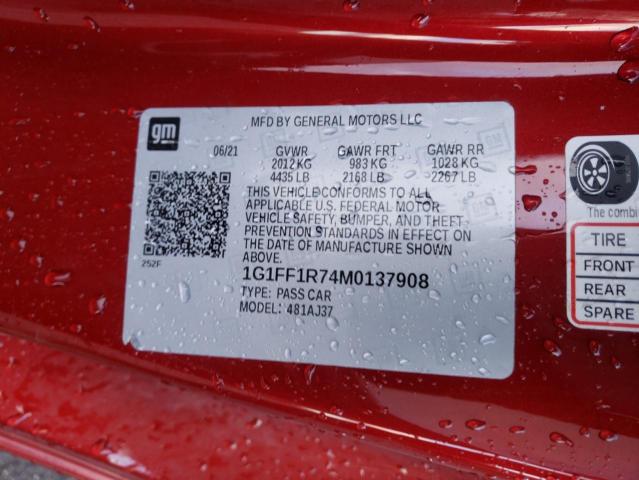 gm
MFD BY GENERAL MOTORS LLC
06/21 GVWR GAWR FRT GAWR RR
2012 KG 983 KG 1028 KG
4435 LB 2168 LB 2267 LB
THIS VEHICLE CONFORMS TO ALL
APPLICABLE U.S. FEDERAL MOTOR
VEHICLE SAFETY, BUMPER, AND THEFT
PREVENTION STANDARDS IN EFFECT ON
THE DATE OF MANUFACTURE SHOWN
ABOVE.
252F
1G1FF1R74M0137908
TYPE: PASS CAR
MODEL: 481AJ37
The combi
TIRE
FRONT
REAR
SPARE